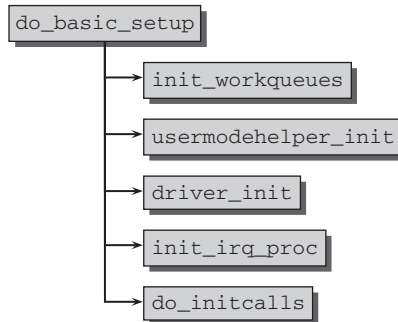 do_basic_setup
init_workqueues
usermodehelper_init
driver_init
init_irq_proc
do_initcalls